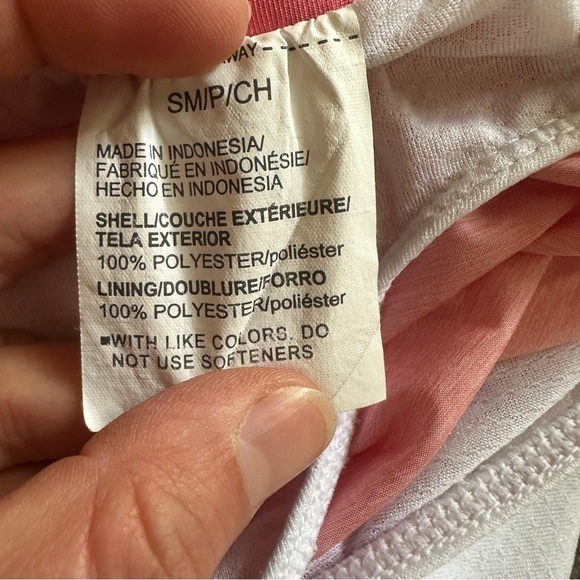 AWAY
SM/P/CH
MADE IN INDONESIA/
FABRIQUÉ EN INDONÉSIE/
HECHO EN INDONESIA
SHELL/COUCHE EXTÉRIEURE/
TELA EXTERIOR
100% POLYESTER/poliéster
LINING/DOUBLURE/FORRO
100% POLYESTER/poliéster
▪WITH LIKE COLORS. DO
NOT USE SOFTENERS